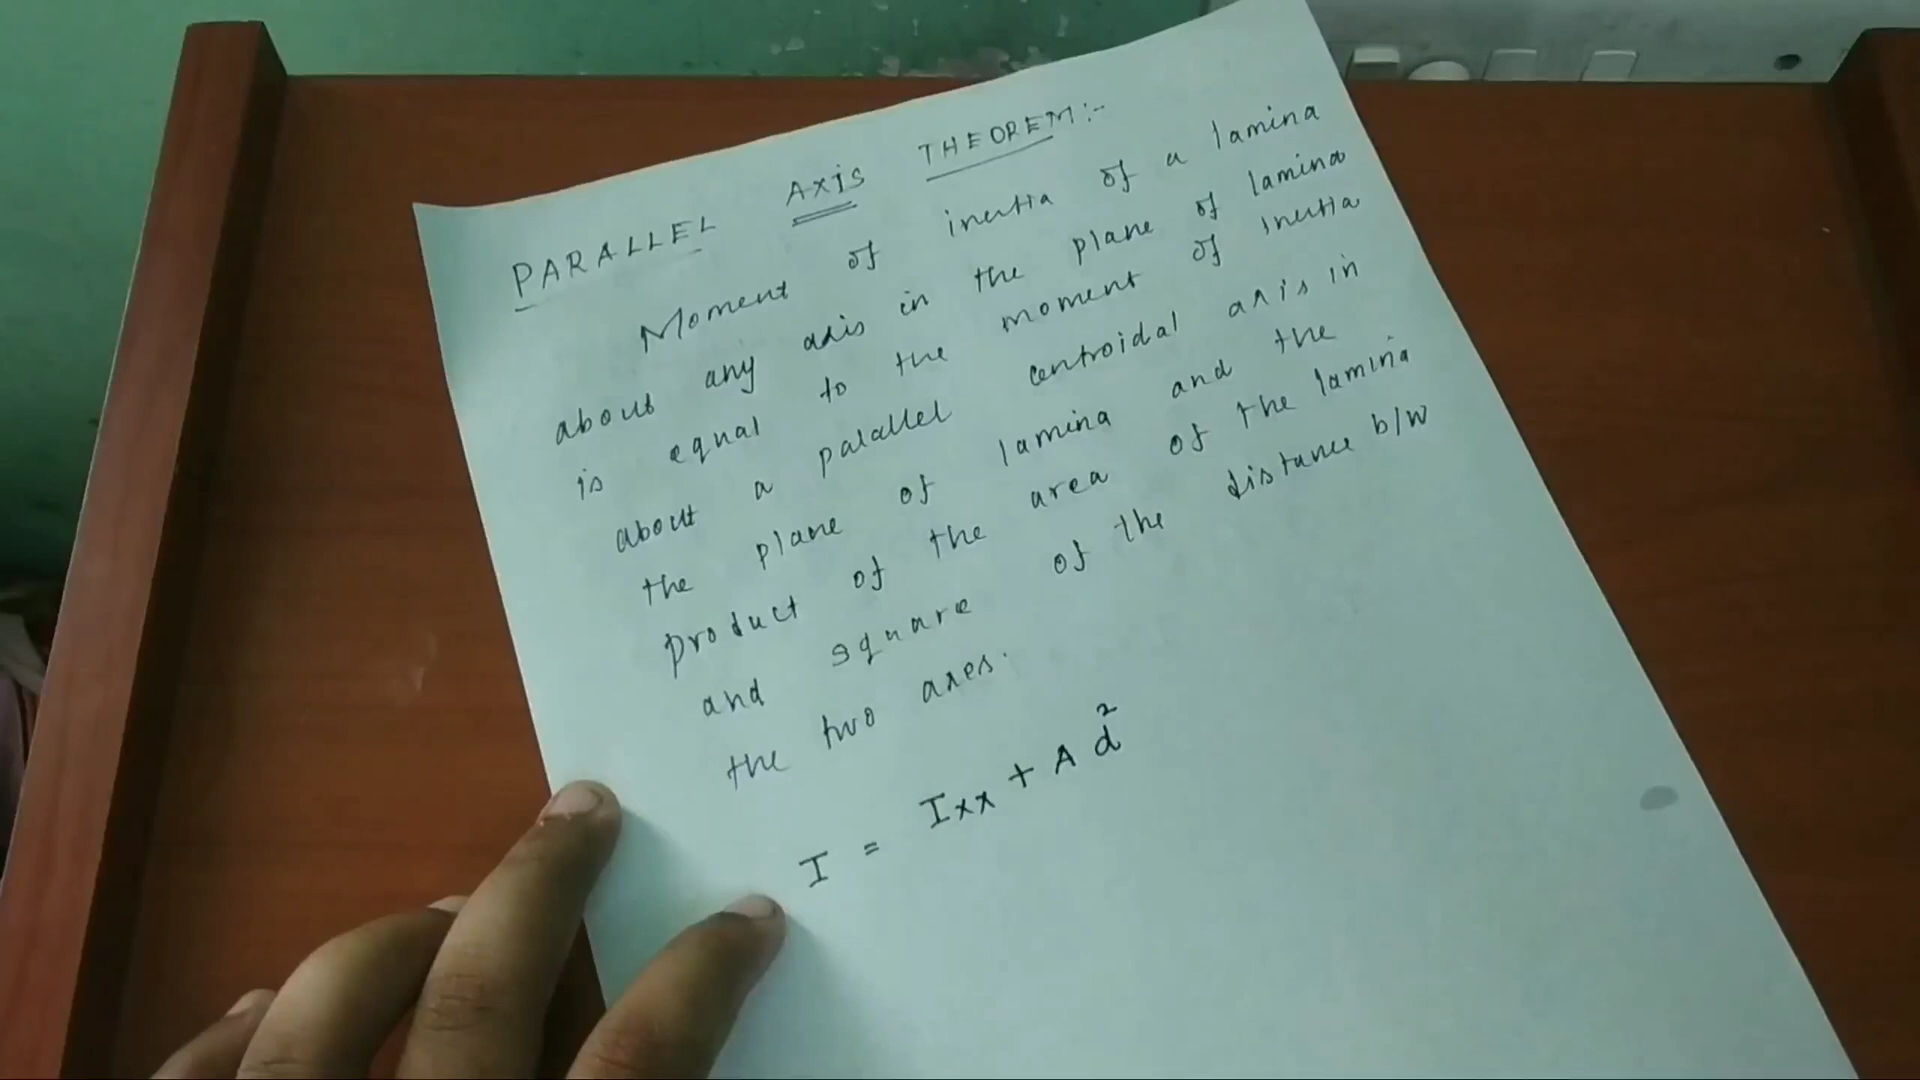 PARALLEL AXIS THEOREM:-
Moment of inertia of a lamina
about any axis in the plane of lamina
is equal to the moment of inertia
about a parallel centroidal axis in
the plane of lamina and the
product of the area of the lamina
and square of the distance b/w
the two axes.
I = Ixx + Ad²